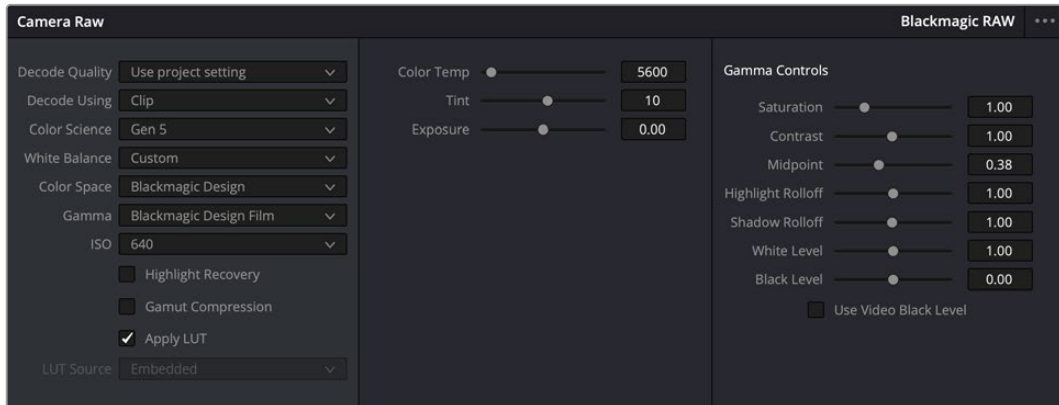 Camera Raw
Blackmagic RAW
Decode Quality Use project setting
Decode Using Clip
Color Science Gen 5
White Balance Custom
Color Space Blackmagic Design
Gamma Blackmagic Design Film
ISO 640
Highlight Recovery
Gamut Compression
Apply LUT
LUT Source Embedded
Color Temp 5600
Tint 10
Exposure 0.00
Gamma Controls
Saturation 1.00
Contrast 1.00
Midpoint 0.38
Highlight Rolloff 1.00
Shadow Rolloff 1.00
White Level 1.00
Black Level 0.00
Use Video Black Level